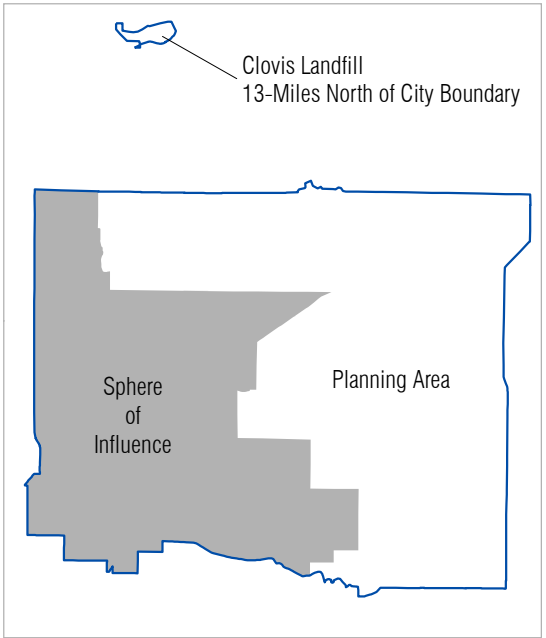 Clovis Landfill
13-Miles North of City Boundary
Planning Area
Sphere
of
Influence